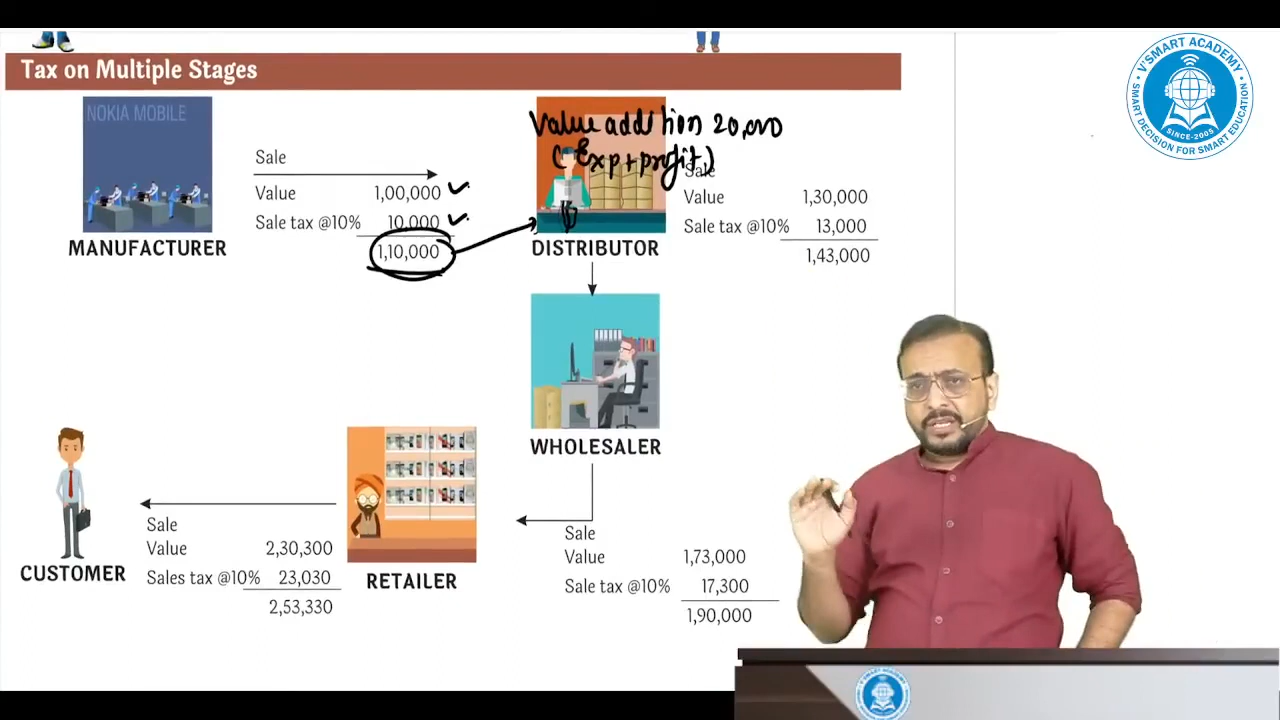 Tax on Multiple Stages
V'SMART ACADEMY
SMART DECISION FOR SMART EDUCATION
SINCE-2005
NOKIA MOBILE
MANUFACTURER
Sale
Value 1,00,000
Sale tax @10% 10,000
1,10,000
Value addition 20,000
(Exp+profit)
DISTRIBUTOR
Sale
Value 1,30,000
Sale tax @10% 13,000
1,43,000
WHOLESALER
Sale
Value 1,73,000
Sale tax @10% 17,300
1,90,000
RETAILER
Sale
Value 2,30,300
Sales tax @10% 23,030
2,53,330
CUSTOMER